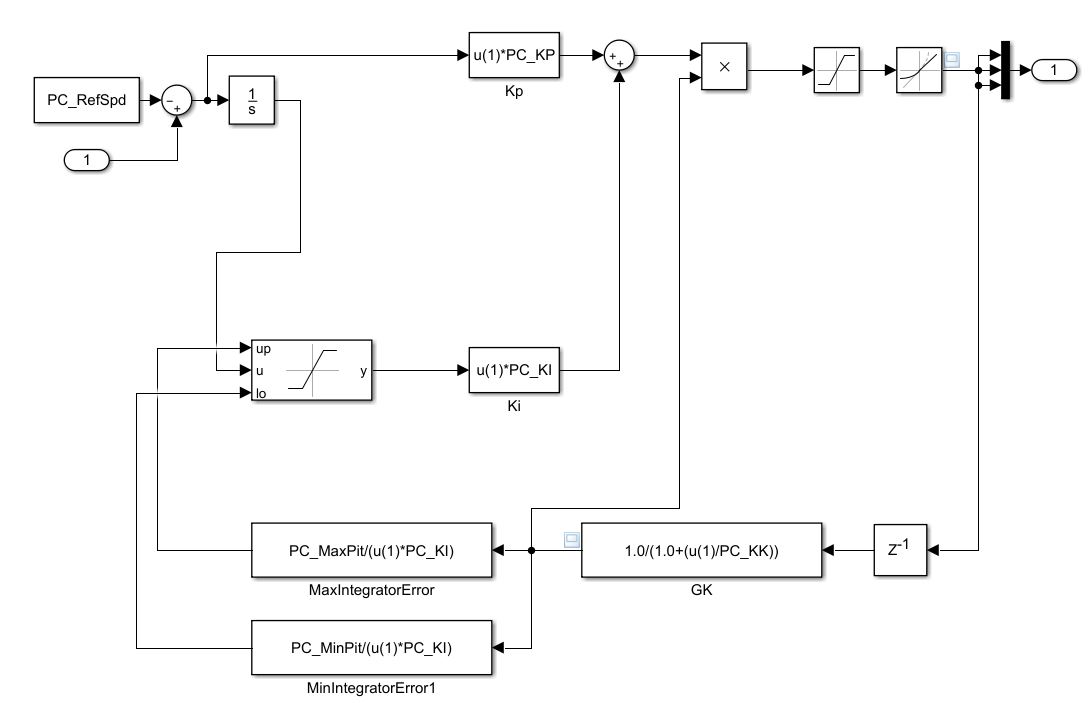 u(1)*PC_KP
Kp
PC_RefSpd
1
s
1
1
up
u
lo
y
u(1)*PC_KI
Ki
PC_MaxPit/(u(1)*PC_KI)
MaxIntegratorError
1.0/(1.0+(u(1)/PC_KK))
GK
Z-1
PC_MinPit/(u(1)*PC_KI)
MinIntegratorError1